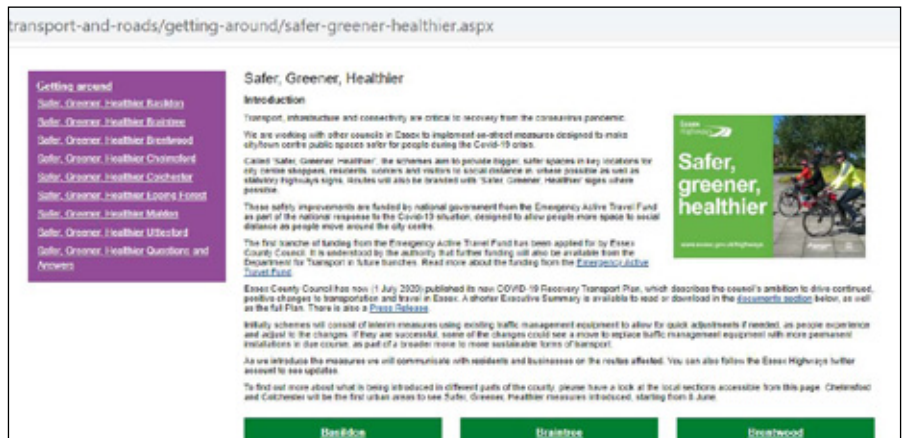 transport-and-roads/getting-around/safer-greener-healthier.aspx
Getting around
Safer, Greener, Healthier Basildon
Safer, Greener, Healthier Braintree
Safer, Greener, Healthier Brentwood
Safer, Greener, Healthier Chelmsford
Safer, Greener, Healthier Colchester
Safer, Greener, Healthier Epping Forest
Safer, Greener, Healthier Maldon
Safer, Greener, Healthier Uttlesford
Safer, Greener, Healthier Questions and
Answers
Safer, Greener, Healthier
Introduction
Transport, infrastructure and connectivity are critical to recovery from the coronavirus pandemic.
We are working with other councils in Essex to implement on-street measures designed to make
city/town centre public spaces safer for people during the Covid-19 crisis.
Called 'Safer, Greener, Healthier', the schemes aim to provide bigger, safer spaces in key locations for
city centre shoppers, residents, workers and visitors to social distance in, where possible as well as
statutory highways signs. Routes will also be branded with 'Safer Greener, Healthier' signs where
possible.
These safety improvements are funded by national government from the Emergency Active Travel Fund
as part of the national response to the Covid-19 situation, designed to allow people more space to social
distance as people move around the city centre.
The first tranche of funding from the Emergency Active Travel Fund has been applied for by Essex
County Council. It is understood by the authority that further funding will also be available from the
Department for Transport in future tranches. Read more about the funding from the Emergency Active
Travel Fund.
Essex Highways
Safer,
greener,
healthier
www.essex.gov.uk/highways
Essex County Council has now (1 July 2020) published its new COVID-19 Recovery Transport Plan, which describes the council's ambition to drive continued,
positive changes to transportation and travel in Essex. A shorter Executive Summary is available to read or download in the documents section below, as well
as the full Plan. There is also a Press Release.
Initially schemes will consist of interim measures using existing traffic management equipment to allow for quick adjustments if needed, as people experience
and adjust to the changes. If they are successful, some of the changes could see a move to replace traffic management equipment with more permanent
installations in due course, as part of a broader move to more sustainable forms of transport.
As we introduce the measures we will communicate with residents and businesses on the routes affected. You can also follow the Essex Highways twitter
account to see updates.
To find out more about what is being introduced in different parts of the county, please have a look at the local sections accessible from this page. Chelmsford
and Colchester will be the first urban areas to see Safer, Greener, Healthier measures introduced, starting from 8 June.
Basildon
Braintree
Brentwood